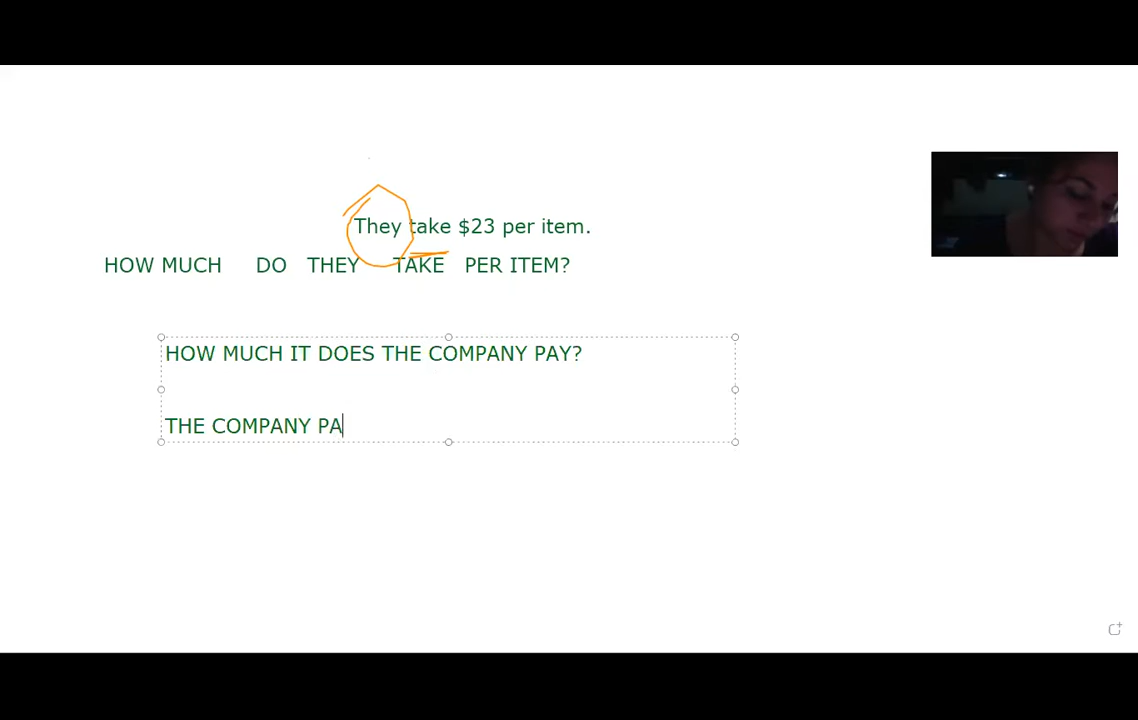 They take $23 per item.
HOW MUCH DO THEY TAKE PER ITEM?
HOW MUCH IT DOES THE COMPANY PAY?
THE COMPANY PA